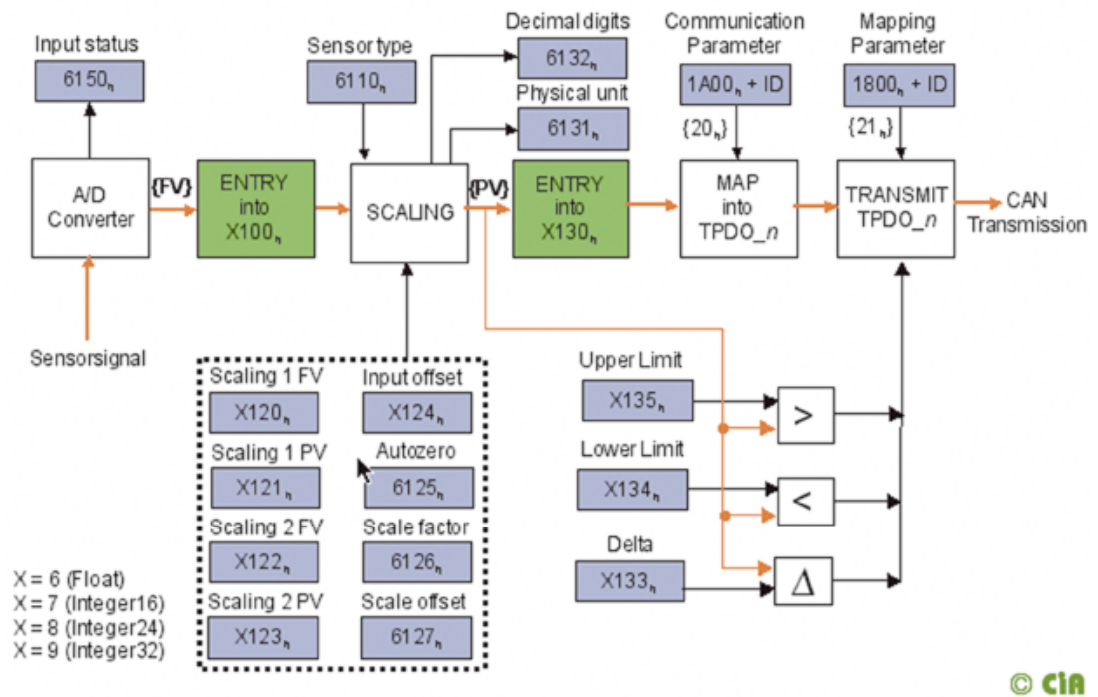 Input status
6150h
Sensor type
6110h
Decimal digits
6132h
Physical unit
6131h
Communication
Parameter
1A00h + ID
{20h}
Mapping
Parameter
1800h + ID
{21h}
A/D
Converter
{FV}
ENTRY
into
X100h
SCALING
{PV}
ENTRY
into
X130h
MAP
into
TPDO_n
TRANSMIT
TPDO_n
CAN
Transmission
Sensorsignal
Scaling 1 FV
X120h
Scaling 1 PV
X121h
Scaling 2 FV
X122h
Scaling 2 PV
X123h
Input offset
X124h
Autozero
6125h
Scale factor
6126h
Scale offset
6127h
Upper Limit
X135h
>
Lower Limit
X134h
<
Delta
X133h
Δ
X = 6 (Float)
X = 7 (Integer16)
X = 8 (Integer24)
X = 9 (Integer32)
© CiA